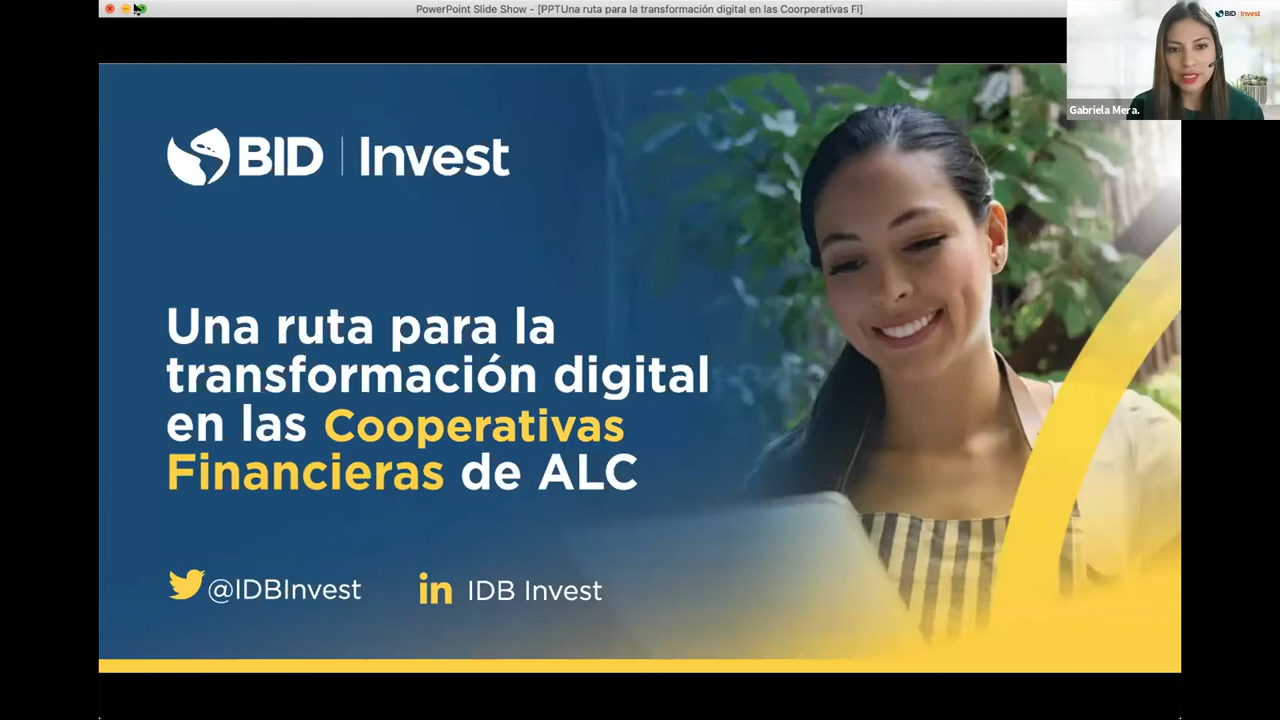 PowerPoint Slide Show - [PPTUna ruta para la transformación digital en las Coorperativas Fi]
BID | Invest
Gabriela Mera.
BID | Invest
Una ruta para la
transformación digital
en las Cooperativas
Financieras de ALC
@IDBInvest
in IDB Invest